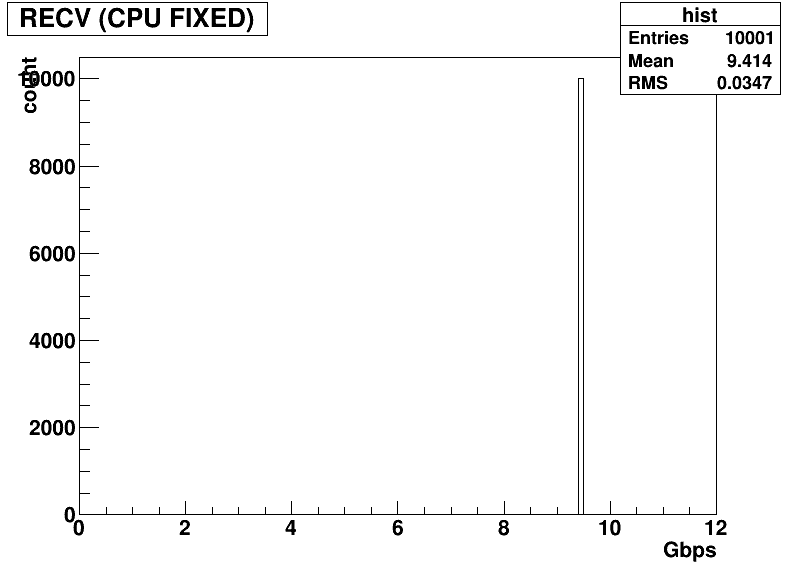 RECV (CPU FIXED)
hist
Entries 10001
Mean 9.414
RMS 0.0347
count
10000
8000
6000
4000
2000
0
0 2 4 6 8 10 12
Gbps